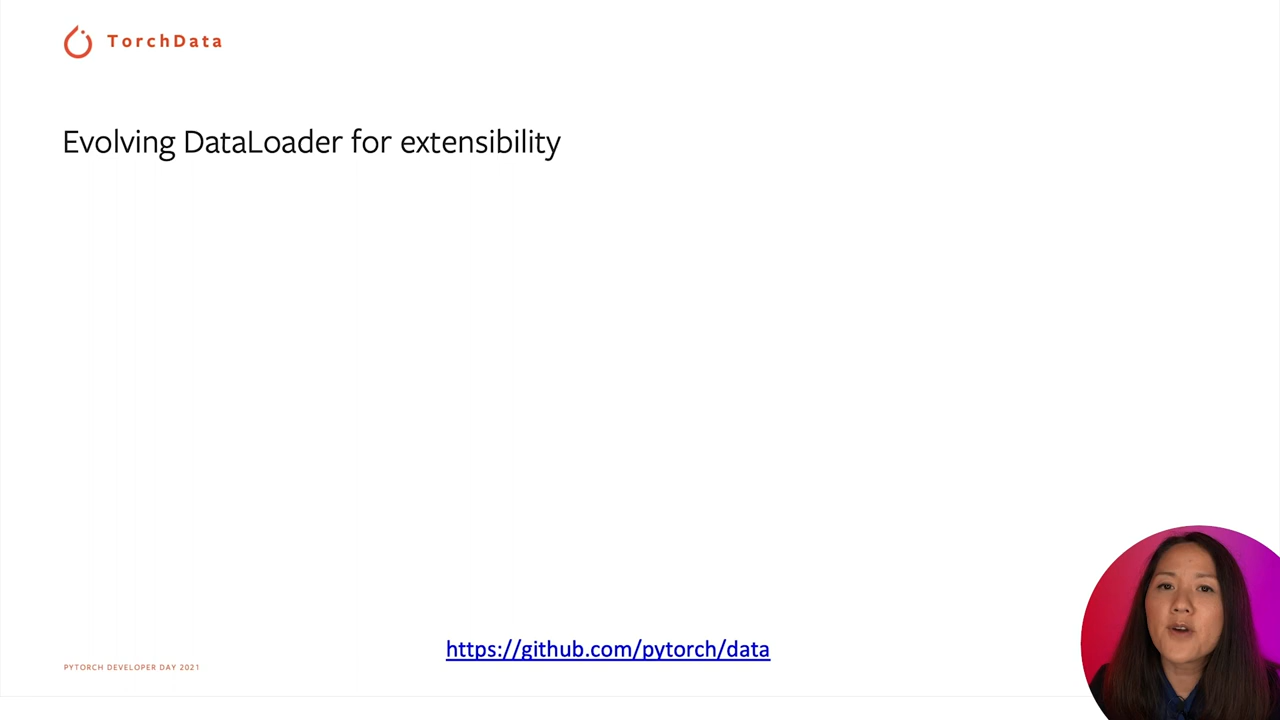 TorchData
Evolving DataLoader for extensibility
https://github.com/pytorch/data
PYTORCH DEVELOPER DAY 2021